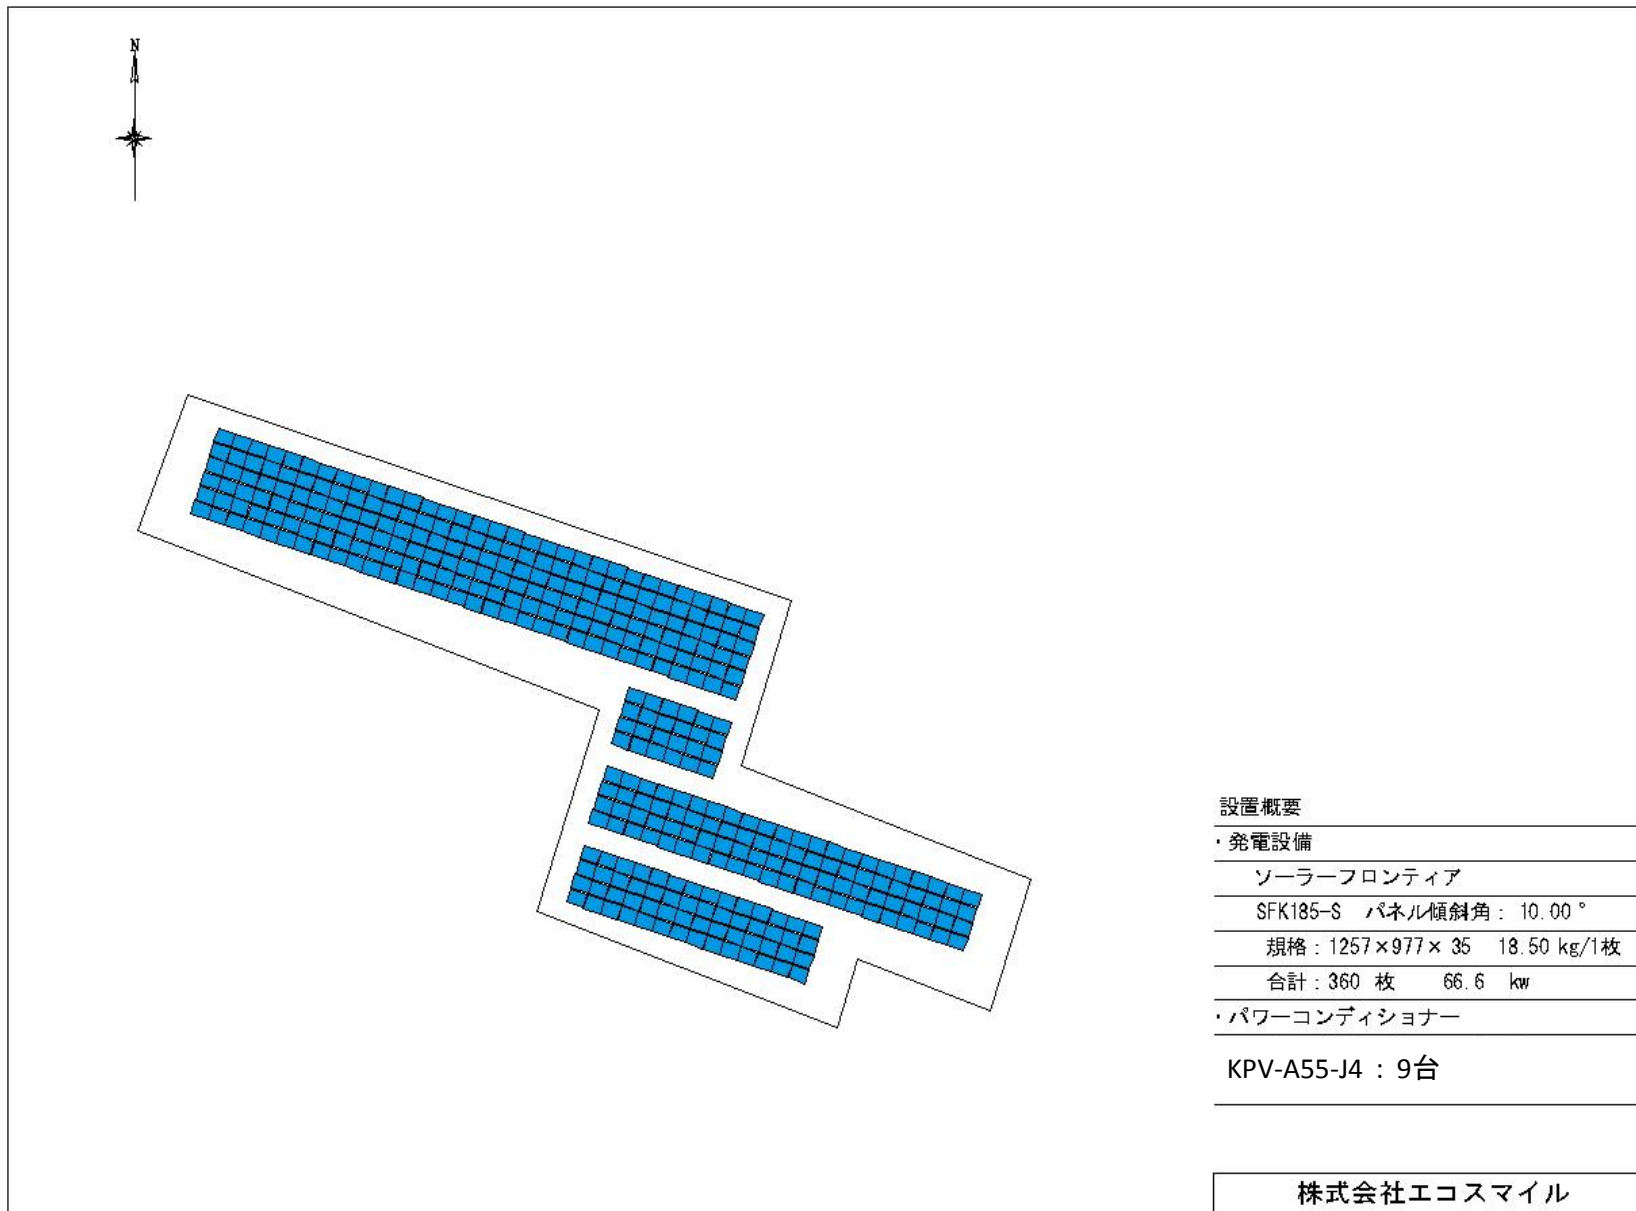 N
設置概要
・発電設備
ソーラーフロンティア
SFK185-S パネル傾斜角：10.00°
規格：1257×977×35 18.50 kg/1枚
合計：360 枚 66.6 kw
・パワーコンディショナー
KPV-A55-J4 : 9台
株式会社エコスマイル